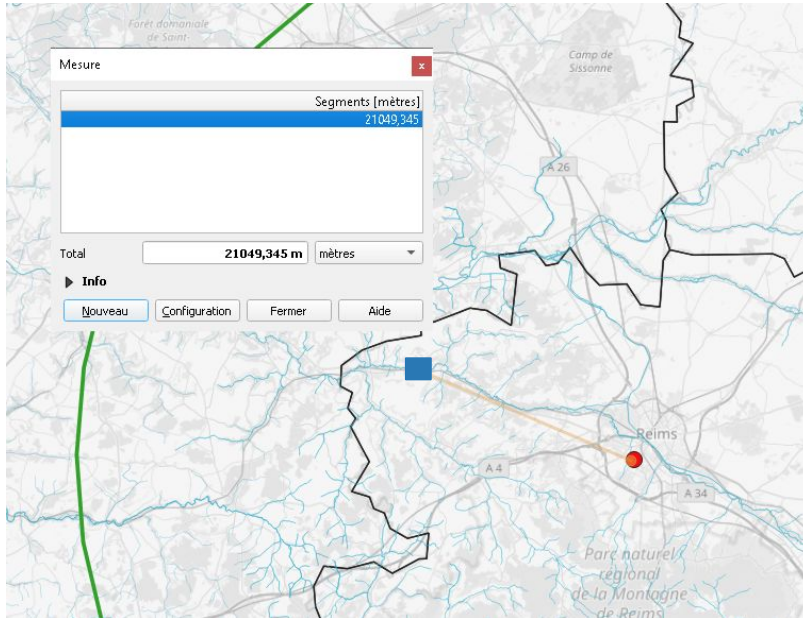 Forêt domaniale
de Saint-
Mesure
x
Segments [mètres]
21049,345
Total 21049,345 m mètres
Info
Nouveau Configuration Fermer Aide
Camp de
Sissonne
A 26
Reims
A 4
A 34
Parc naturel
régional
de la Montagne
de Reims